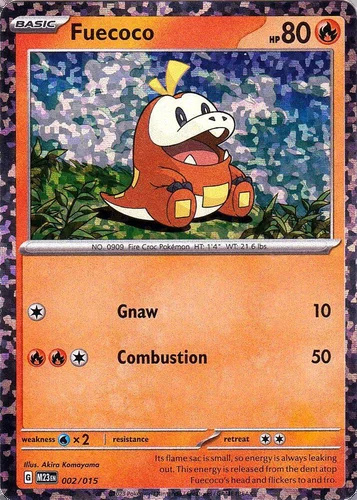 BASIC
Fuecoco
HP 80
NO. 0909 Fire Croc Pokémon HT: 1'4" WT: 21.6 lbs
Gnaw 10
Combustion 50
weakness ×2 resistance retreat
Illus. Akira Komayama
Its flame sac is small, so energy is always leaking
out. This energy is released from the dent atop
Fuecoco's head and flickers to and fro.
G M23 EN 002/015